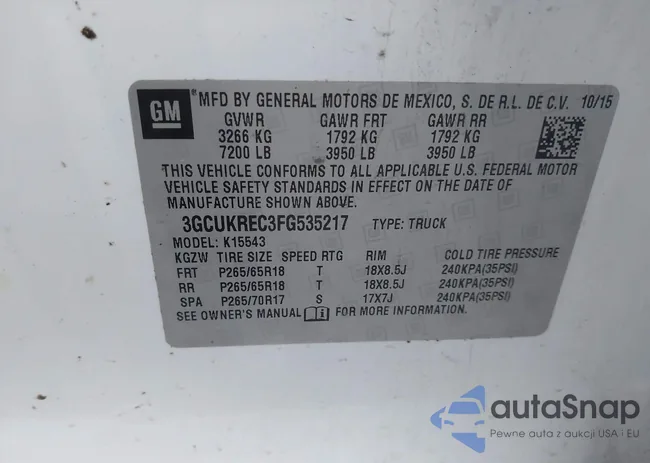 GM ® MFD BY GENERAL MOTORS DE MEXICO, S. DE R.L. DE C.V. 10/15
GVWR GAWR FRT GAWR RR
3266 KG 1792 KG 1792 KG
7200 LB 3950 LB 3950 LB
THIS VEHICLE CONFORMS TO ALL APPLICABLE U.S. FEDERAL MOTOR
VEHICLE SAFETY STANDARDS IN EFFECT ON THE DATE OF
MANUFACTURE SHOWN ABOVE.
3GCUKREC3FG535217 TYPE: TRUCK
MODEL: K15543
KGZW TIRE SIZE SPEED RTG RIM COLD TIRE PRESSURE
FRT P265/65R18 T 18X8.5J 240KPA(35PSI)
RR P265/65R18 T 18X8.5J 240KPA(35PSI)
SPA P265/70R17 S 17X7J 240KPA(35PSI)
SEE OWNER'S MANUAL FOR MORE INFORMATION.
autaSnap
Pewne auta z aukcji USA i EU